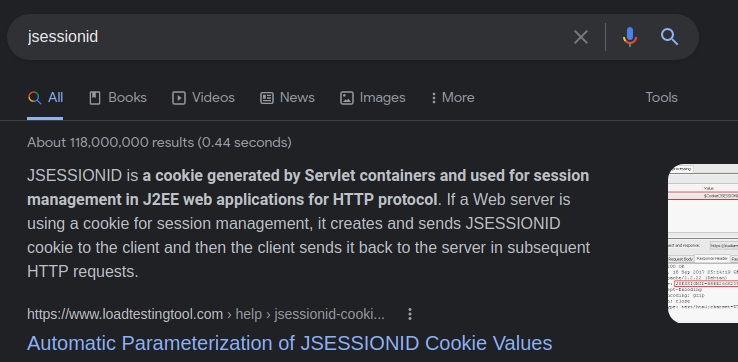 jsessionid
All Books Videos News Images More Tools
About 118,000,000 results (0.44 seconds)
JSESSIONID is a cookie generated by Servlet containers and used for session
management in J2EE web applications for HTTP protocol. If a Web server is
using a cookie for session management, it creates and sends JSESSIONID
cookie to the client and then the client sends it back to the server in subsequent
HTTP requests.
https://www.loadtestingtool.com › help › jsessionid-cooki...
Automatic Parameterization of JSESSIONID Cookie Values
Value